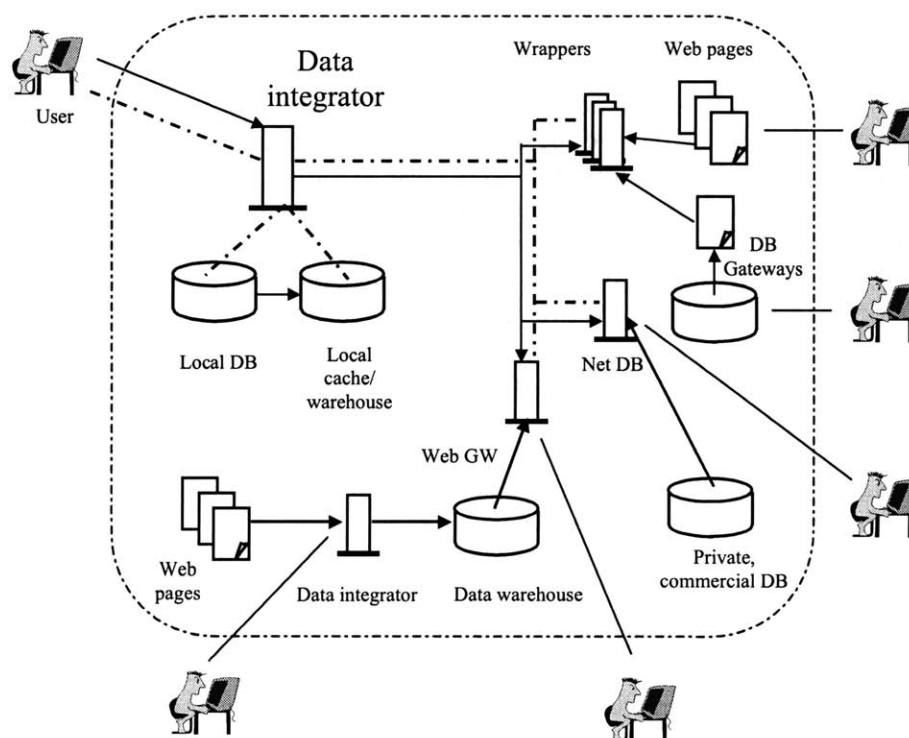 Wrappers
Web pages
Data
integrator
User
DB
Gateways
Local DB
Local
cache/
warehouse
Net DB
Web GW
Web
pages
Data integrator
Data warehouse
Private,
commercial DB